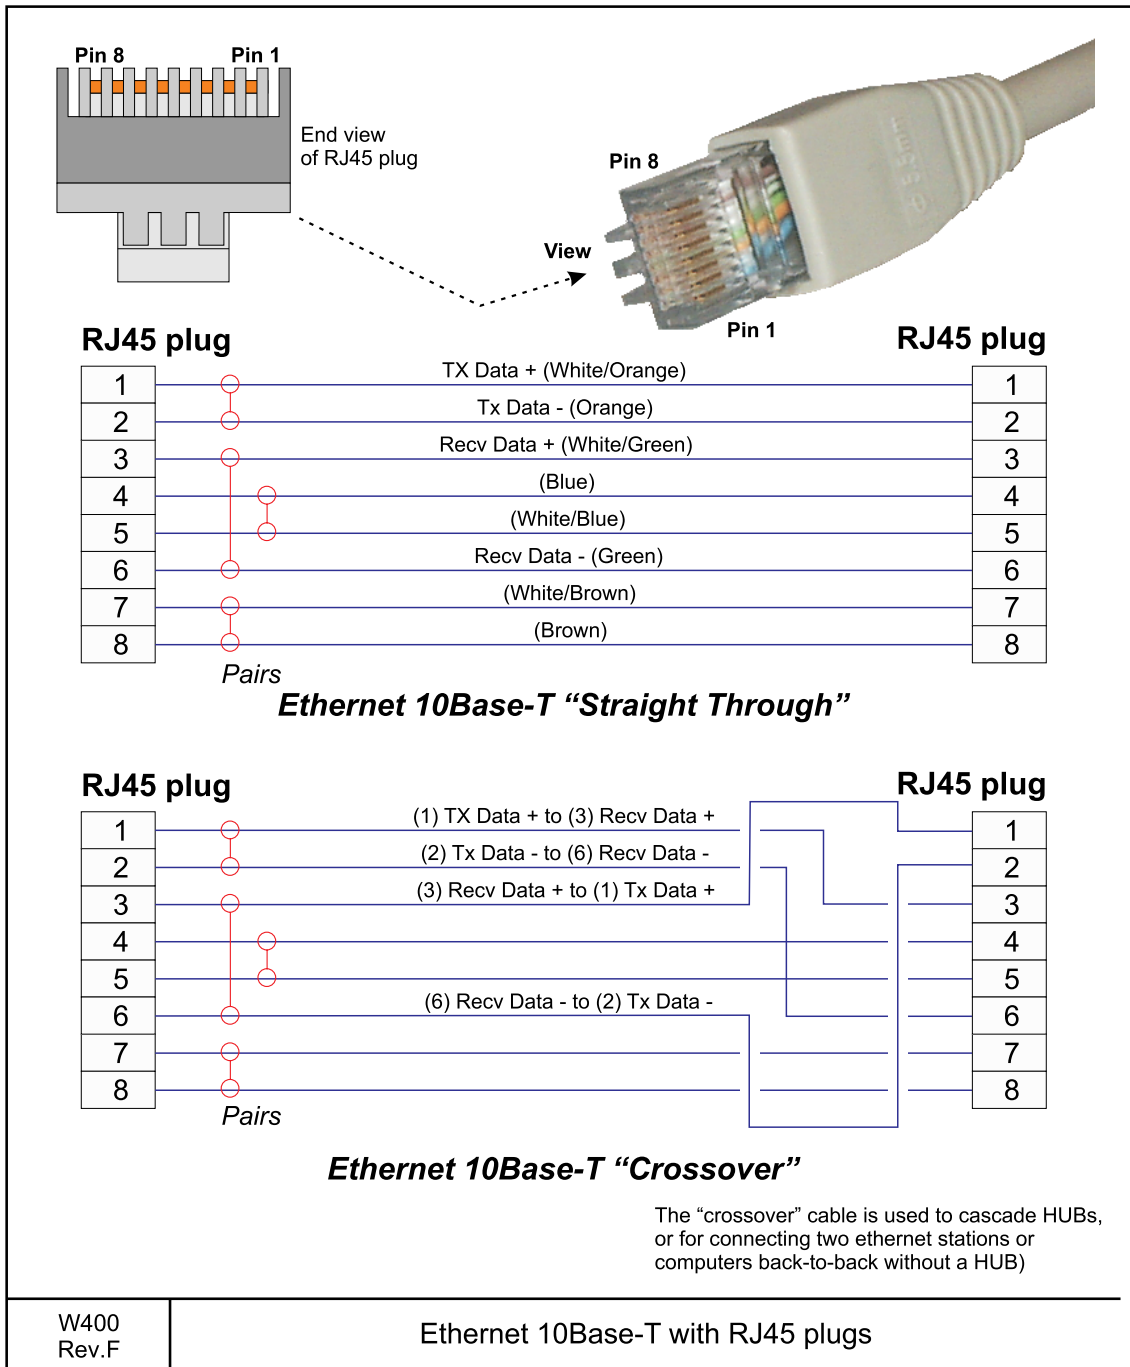 Pin 8
Pin 1
End view
of RJ45 plug
Pin 8
View
Pin 1
RJ45 plug
RJ45 plug
1
2
3
4
5
6
7
8
TX Data + (White/Orange)
Tx Data - (Orange)
Recv Data + (White/Green)
(Blue)
(White/Blue)
Recv Data - (Green)
(White/Brown)
(Brown)
1
2
3
4
5
6
7
8
Pairs
Ethernet 10Base-T “Straight Through”
RJ45 plug
RJ45 plug
1
2
3
4
5
6
7
8
(1) TX Data + to (3) Recv Data +
(2) Tx Data - to (6) Recv Data -
(3) Recv Data + to (1) Tx Data +
(6) Recv Data - to (2) Tx Data -
1
2
3
4
5
6
7
8
Pairs
Ethernet 10Base-T “Crossover”
The “crossover” cable is used to cascade HUBs,
or for connecting two ethernet stations or
computers back-to-back without a HUB)
W400
Rev.F
Ethernet 10Base-T with RJ45 plugs